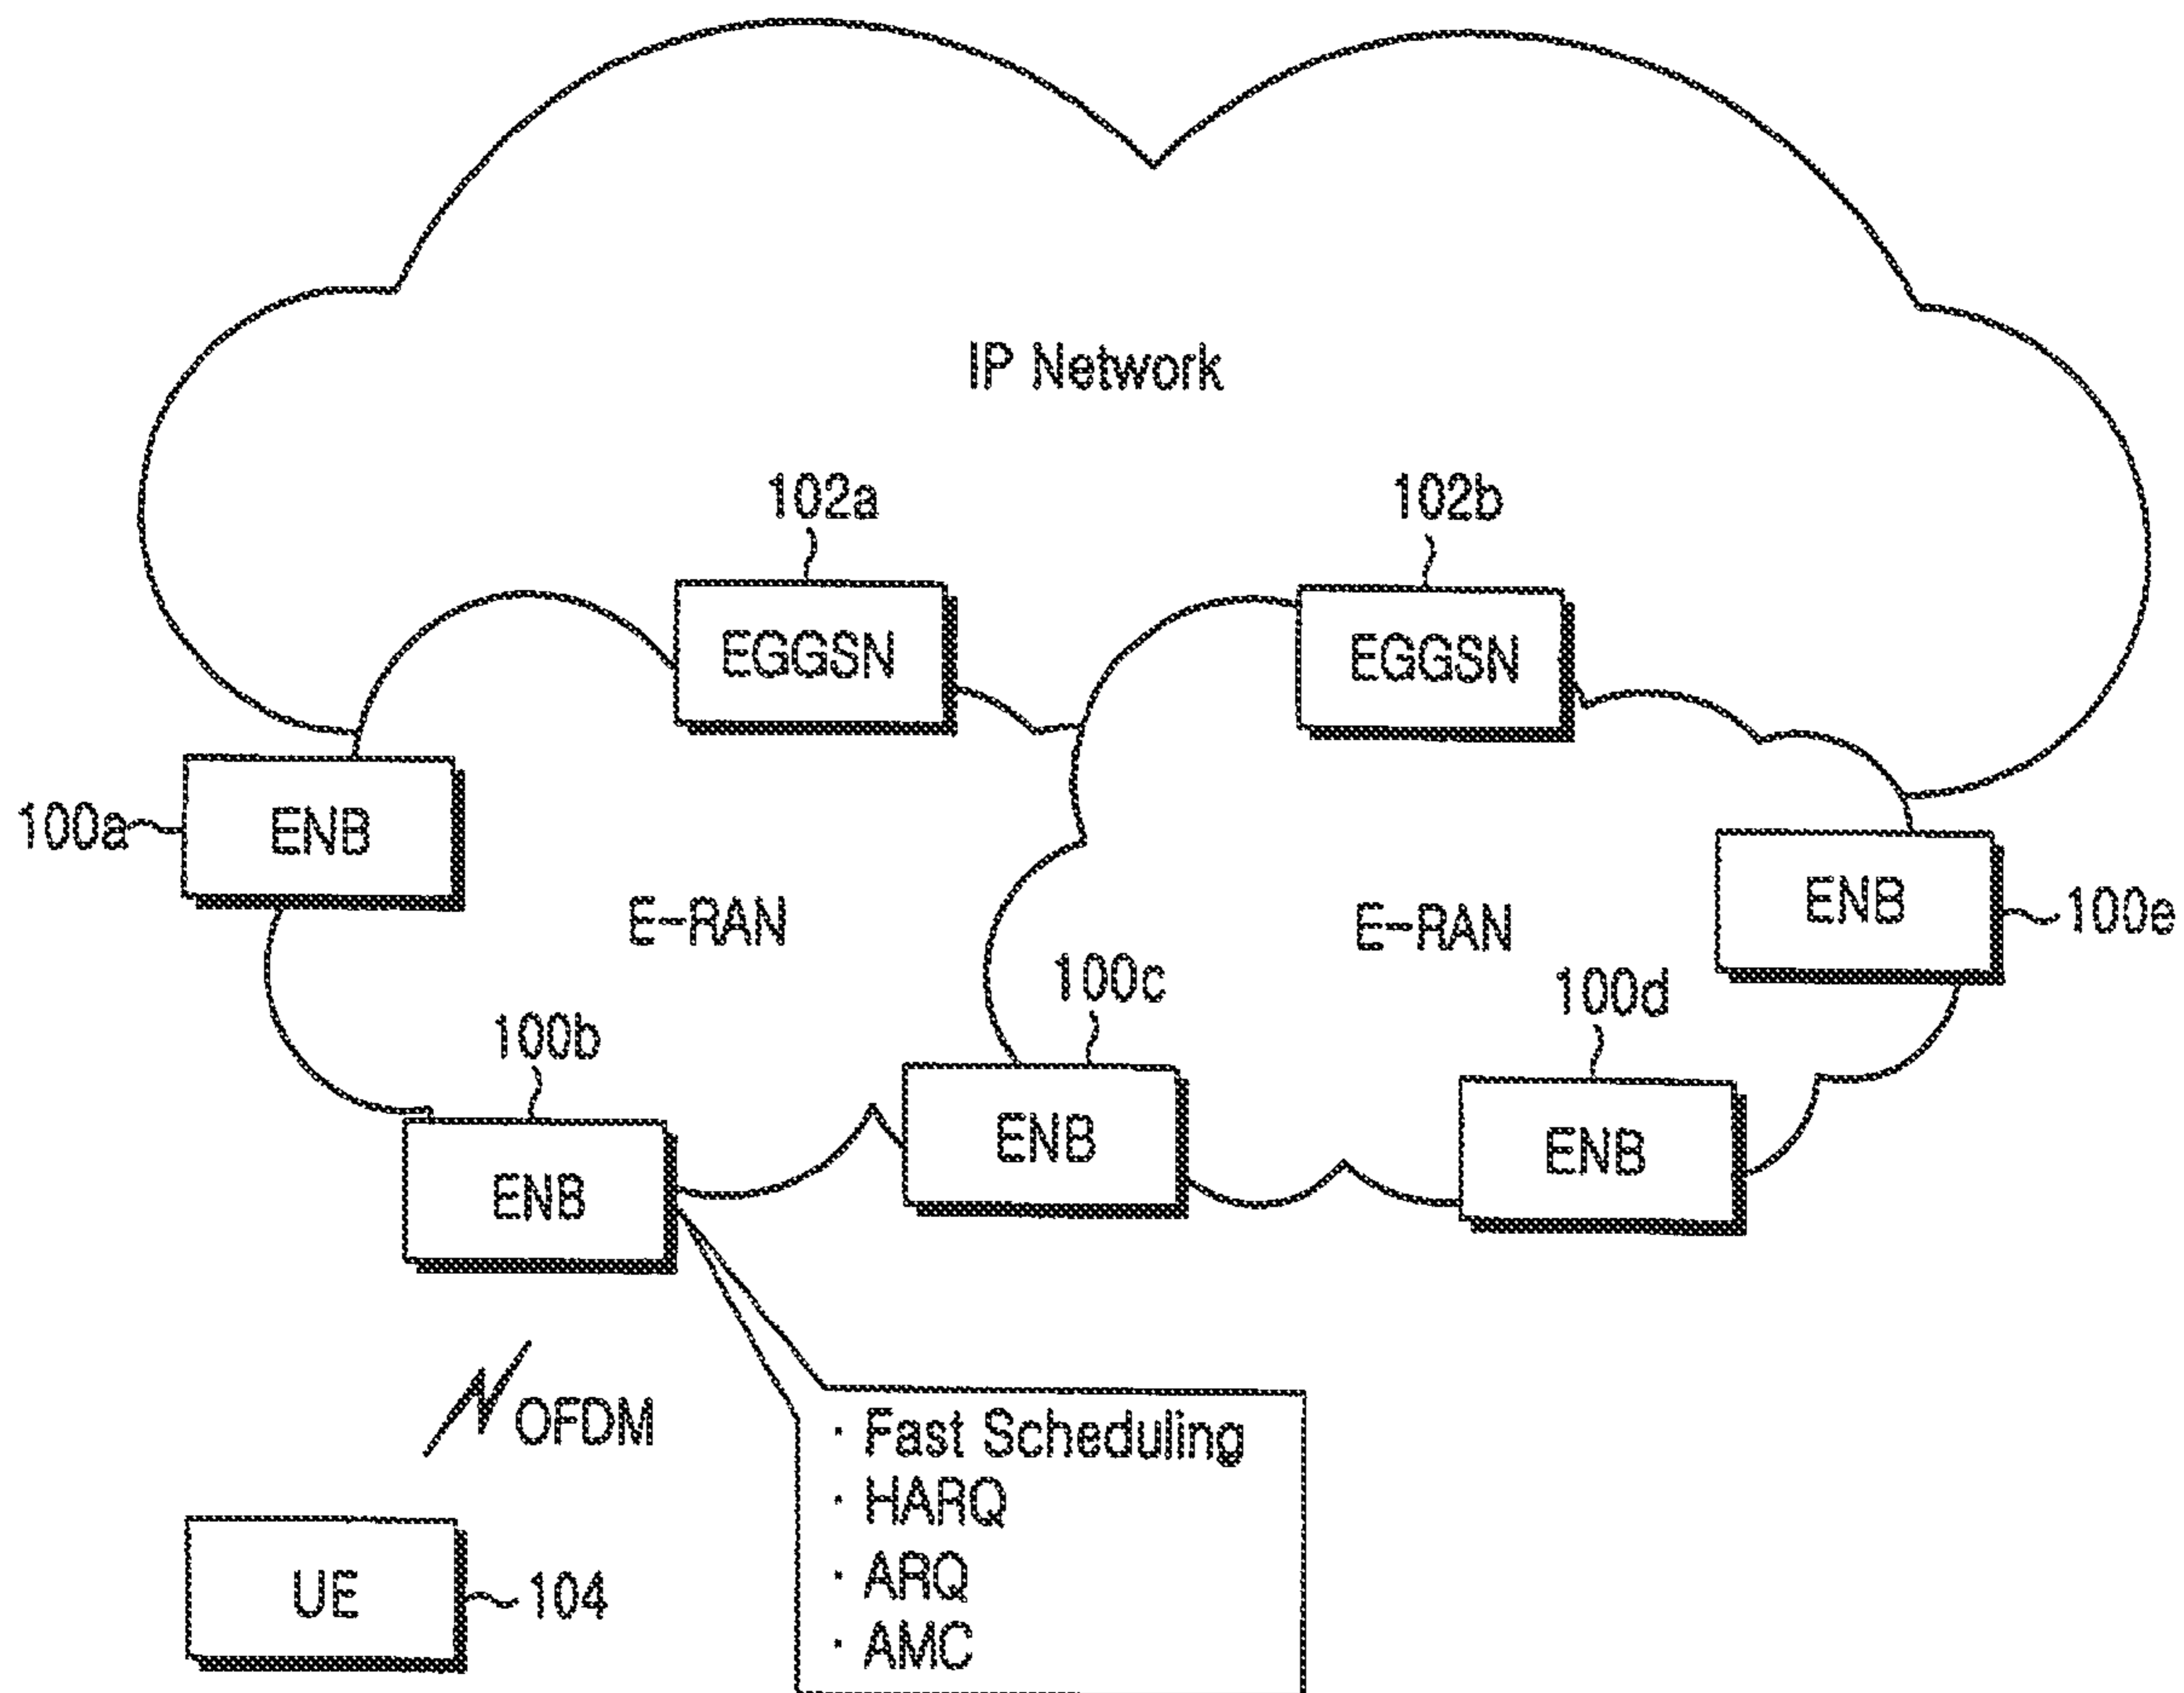 IP Network
102a
102b
EGGSN
EGGSN
100a
ENB
E-RAN
E-RAN
ENB
100e
100b
100c
100d
ENB
ENB
ENB
OFDM
· Fast Scheduling
· HARQ
· ARQ
· AMC
UE
104